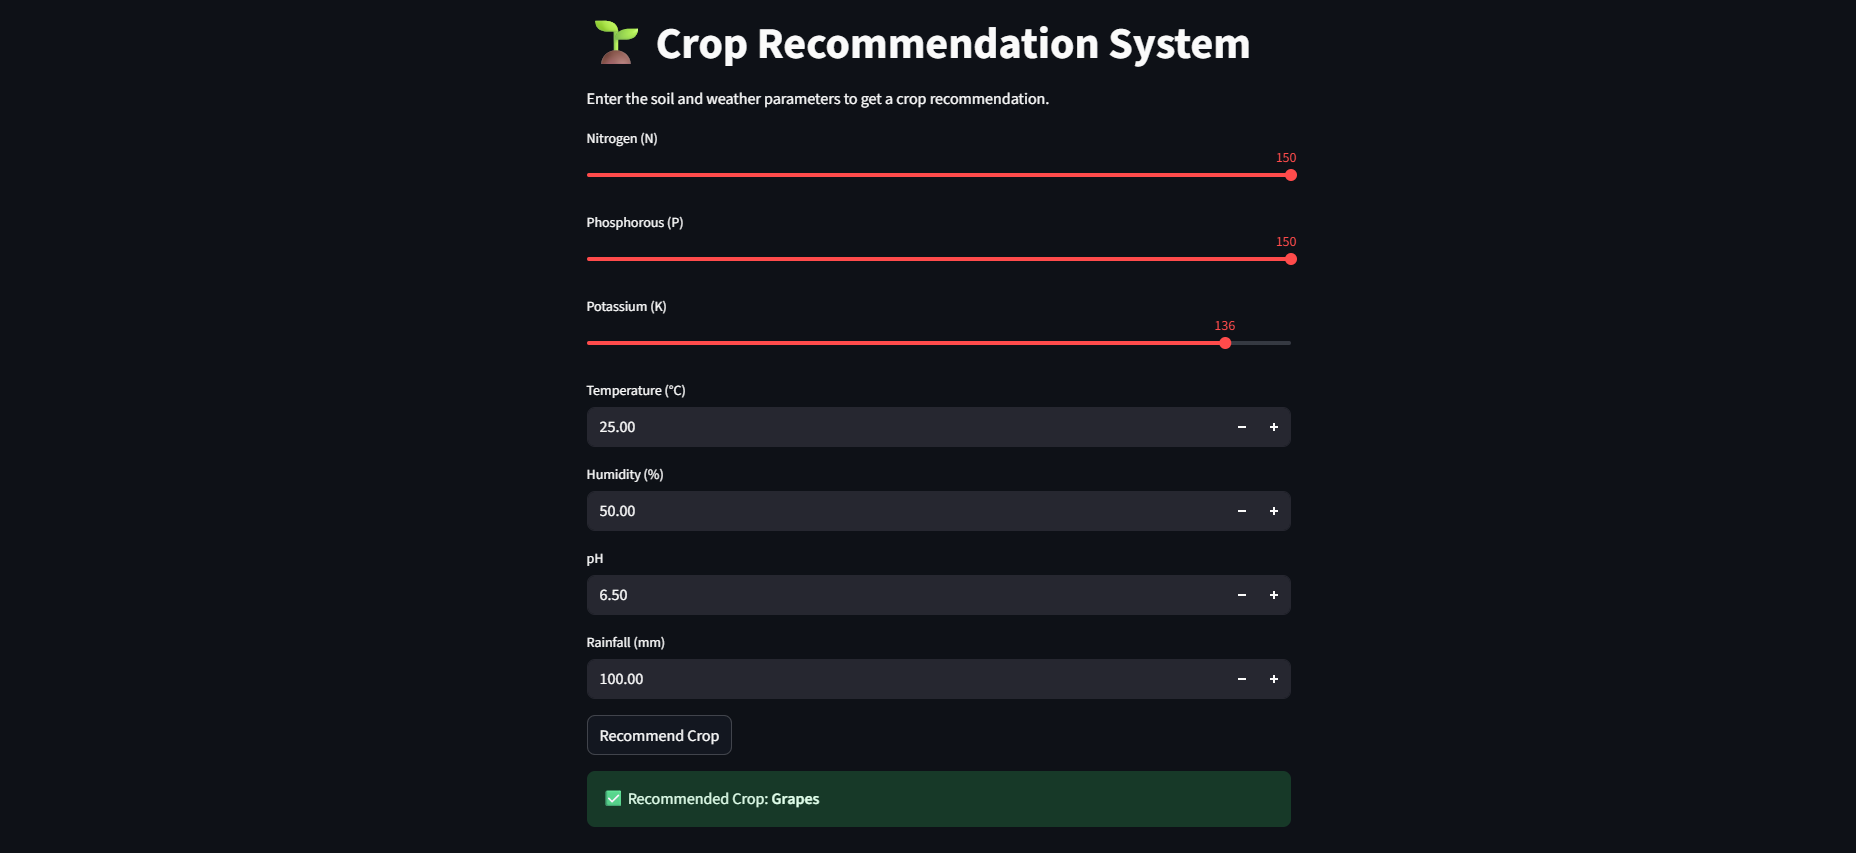 Crop Recommendation System
Enter the soil and weather parameters to get a crop recommendation.
Nitrogen (N)
150
Phosphorous (P)
150
Potassium (K)
136
Temperature (°C)
25.00
Humidity (%)
50.00
pH
6.50
Rainfall (mm)
100.00
Recommend Crop
✅ Recommended Crop: Grapes